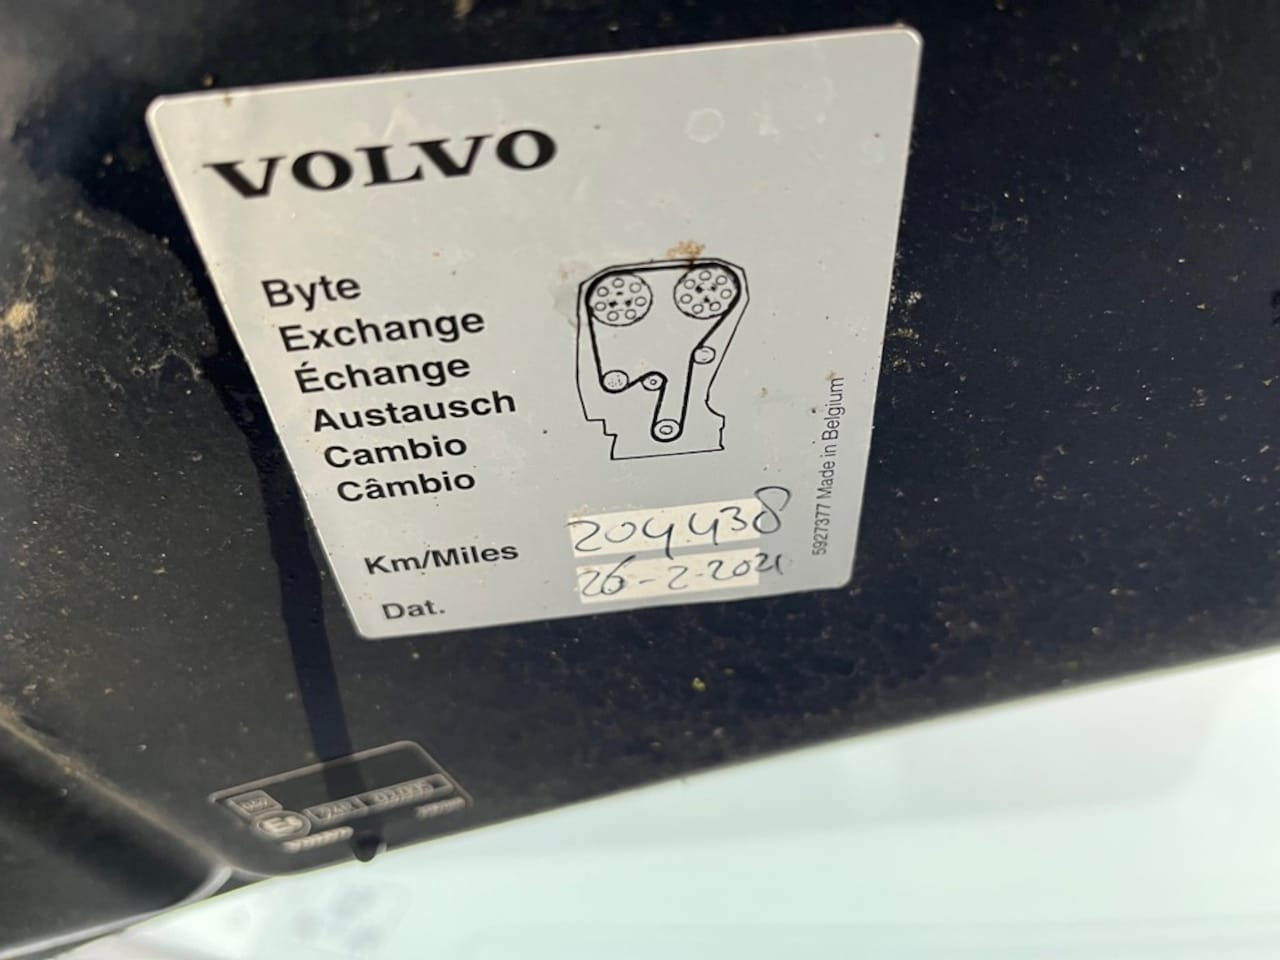 VOLVO
Byte
Exchange
Échange
Austausch
Cambio
Câmbio
Km/Miles 204438
Dat. 26-2-2021
5927377 Made in Belgium